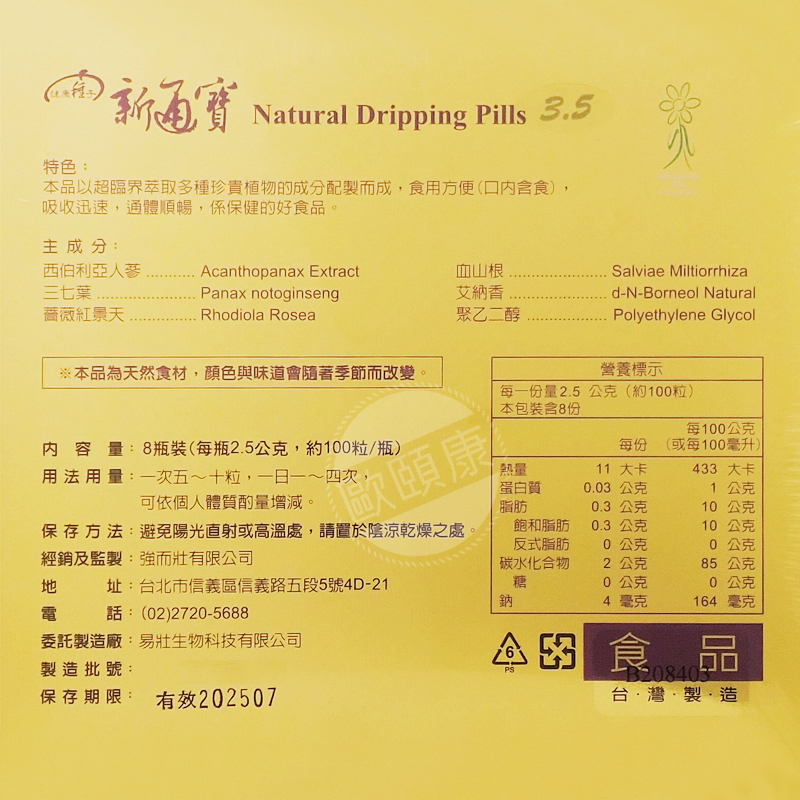 健康種子 新通寶 Natural Dripping Pills 3.5
特色：
本品以超臨界萃取多種珍貴植物的成分配製而成，食用方便(口內含食)，
吸收迅速，通體順暢，係保健的好食品。
主成分：
西伯利亞人蔘 ........... Acanthopanax Extract
三七葉 ........................ Panax notoginseng
薔薇紅景天 ............... Rhodiola Rosea
血山根 ...................... Salviae Miltiorrhiza
艾納香 ....................... d-N-Borneol Natural
聚乙二醇 .................. Polyethylene Glycol
※本品為天然食材，顏色與味道會隨著季節而改變。
內容量：8瓶裝(每瓶2.5公克，約100粒/瓶)
用法用量：一次五～十粒，一日一～四次，
可依個人體質酌量增減。
保存方法：避免陽光直射或高溫處，請置於陰涼乾燥之處。
經銷及監製：強而壯有限公司
地址：台北市信義區信義路五段5號4D-21
電話：(02)2720-5688
委託製造廠：易壯生物科技有限公司
製造批號：
保存期限：有效202507
營養標示
每一份量2.5 公克（約100粒）
本包裝含8份
每份 每100公克（或每100毫升）
熱量 11 大卡 433 大卡
蛋白質 0.03 公克 1 公克
脂肪 0.3 公克 10 公克
飽和脂肪 0.3 公克 10 公克
反式脂肪 0 公克 0 公克
碳水化合物 2 公克 85 公克
糖 0 公克 0 公克
鈉 4 毫克 164 毫克
6
PS
食品
B208403
台·灣·製·造
歐頤康